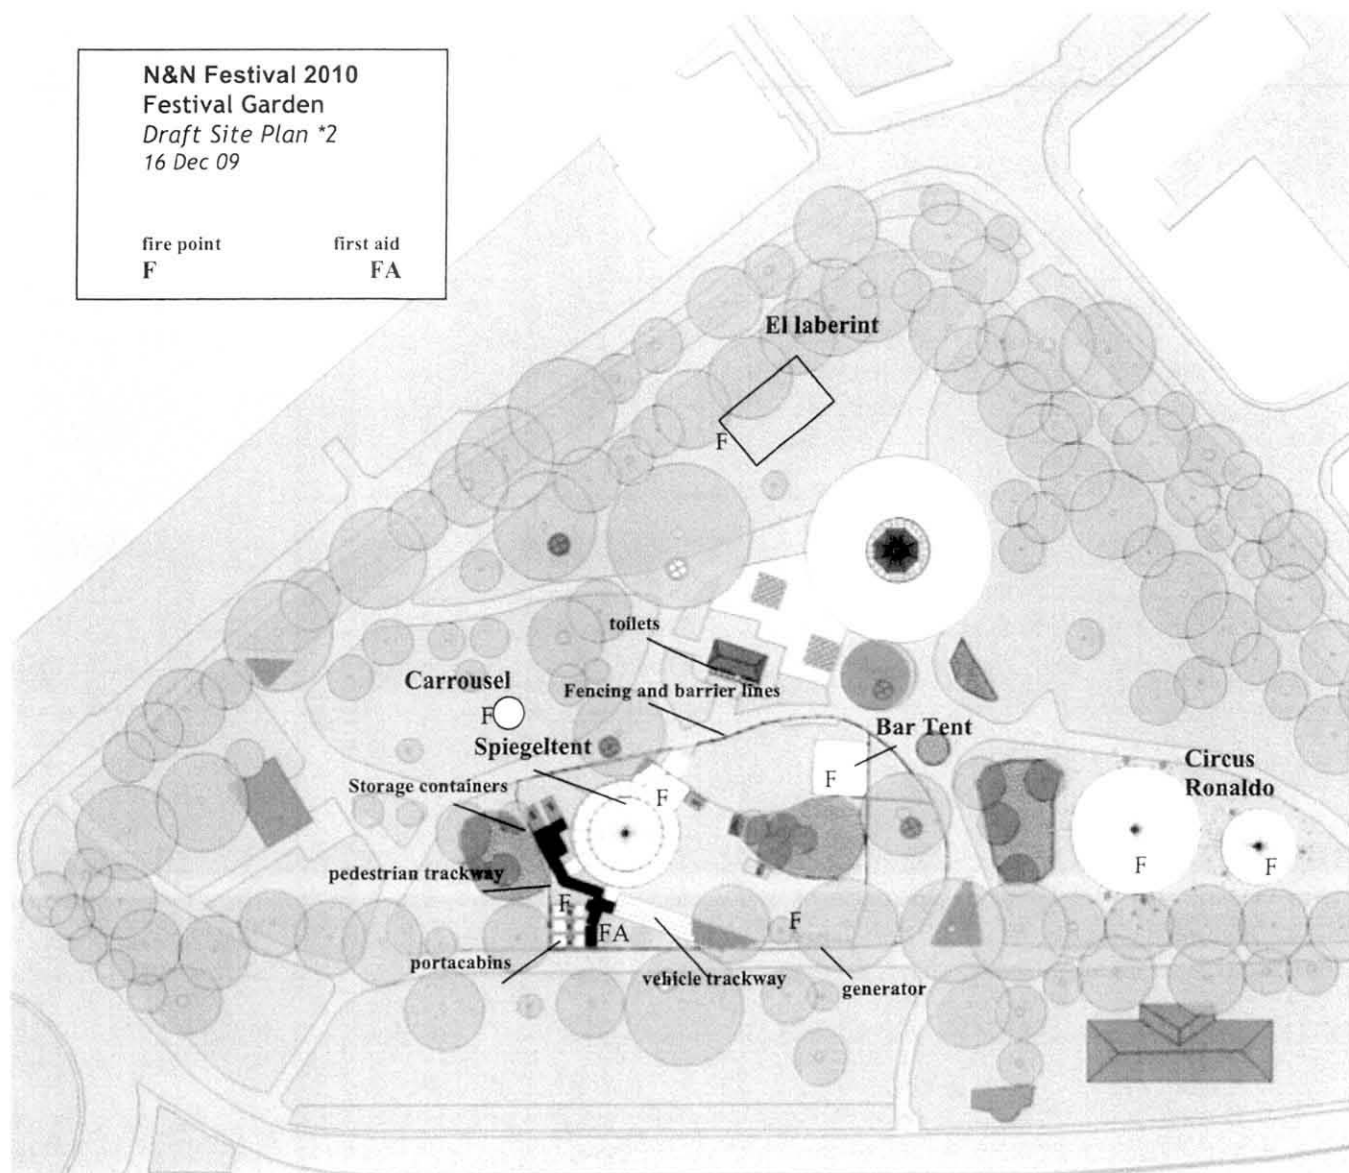 N&N Festival 2010
Festival Garden
Draft Site Plan *2
16 Dec 09
fire point first aid
F FA
El laberint
F
toilets
Fencing and barrier lines
Carrousel
F
Spiegeltent
Bar Tent
Storage containers
F
F
Circus
Ronaldo
F
F
pedestrian trackway
F
F
FA
portacabins
vehicle trackway
generator